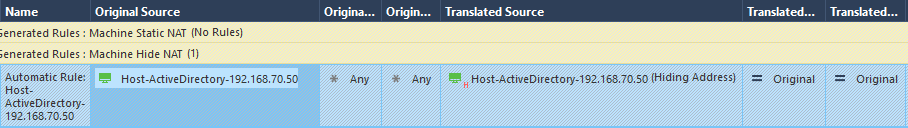 Name Original Source Origina... Origin... Translated Source Translated... Translated...
Generated Rules : Machine Static NAT (No Rules)
Generated Rules : Machine Hide NAT (1)
Automatic Rule: Host-ActiveDirectory-192.168.70.50 * Any * Any Host-ActiveDirectory-192.168.70.50 (Hiding Address) = Original = Original
Host-
ActiveDirectory-
192.168.70.50